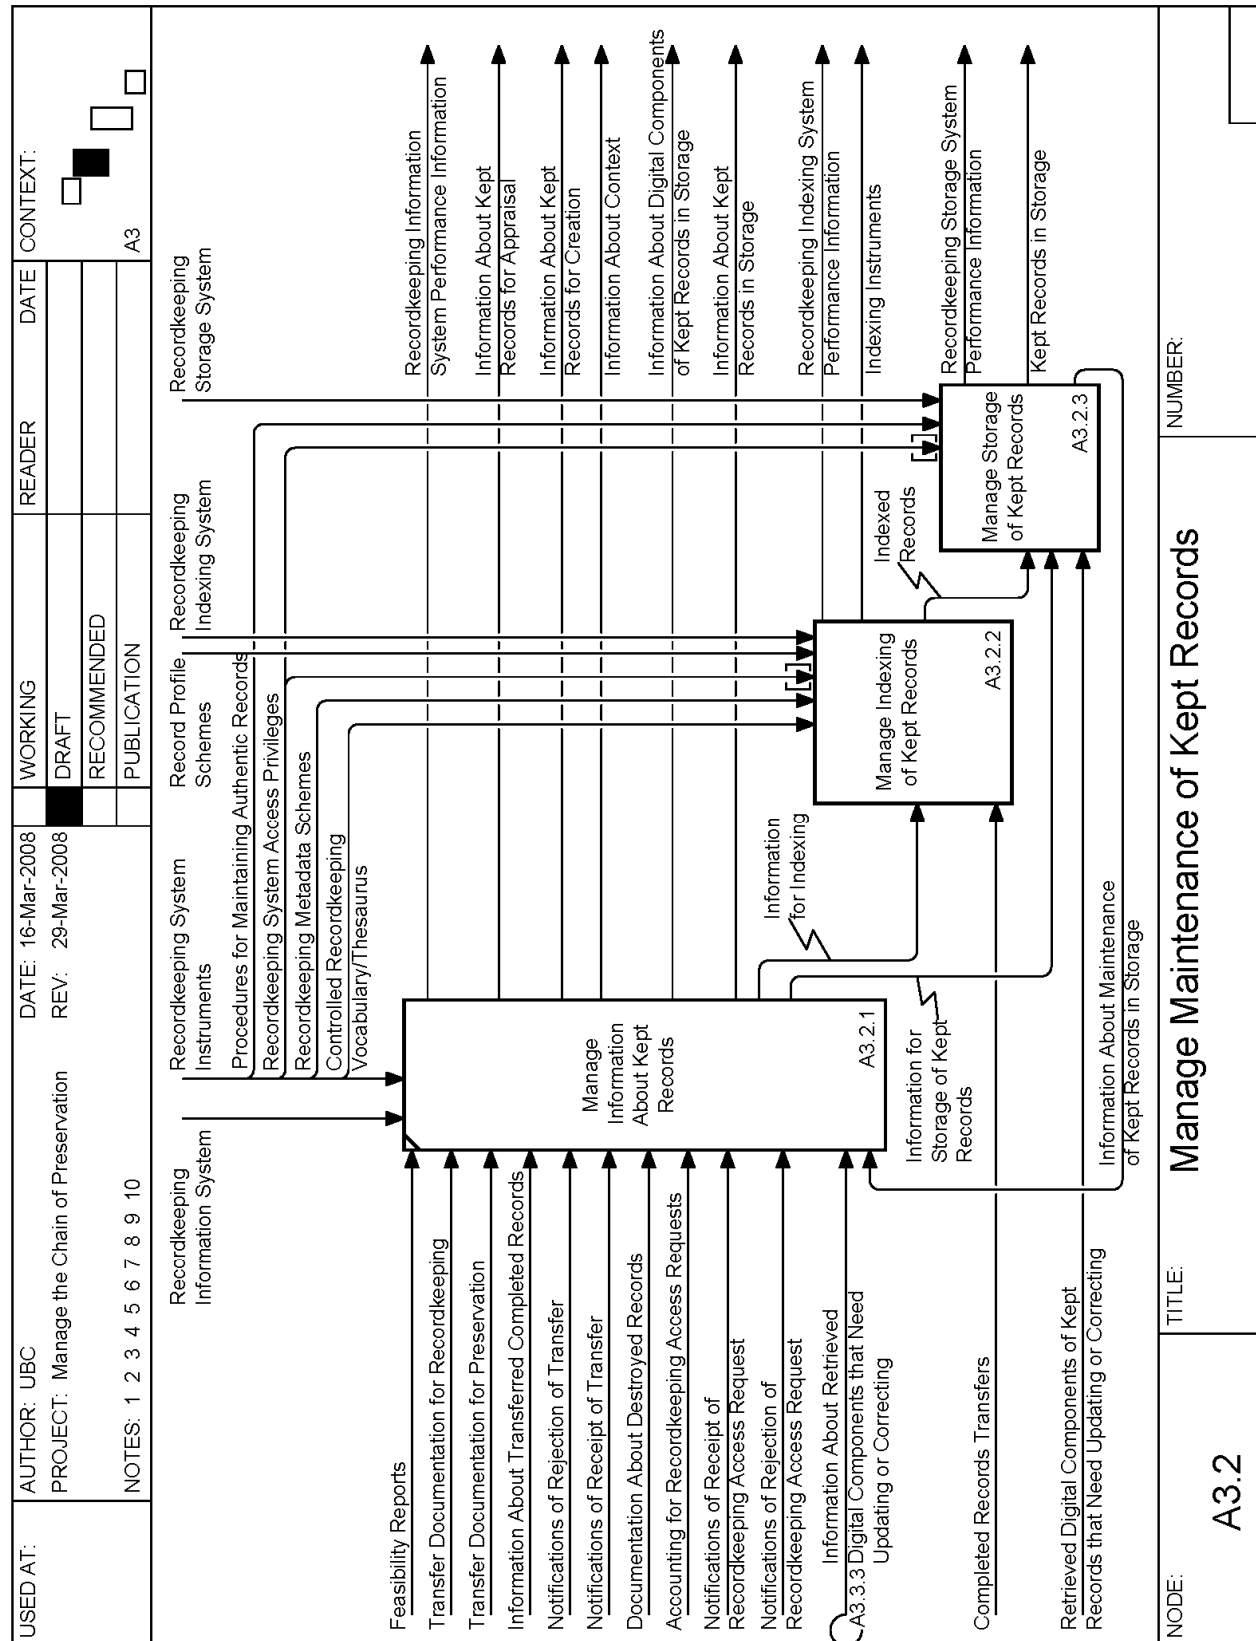 USED AT:
AUTHOR: UBC
DATE: 16-Mar-2008
WORKING
READER
DATE
CONTEXT:
PROJECT: Manage the Chain of Preservation
REV: 29-Mar-2008
DRAFT
RECOMMENDED
NOTES: 1 2 3 4 5 6 7 8 9 10
PUBLICATION
A3
Recordkeeping
Information System
Recordkeeping System
Instruments
Record Profile
Schemes
Recordkeeping
Indexing System
Recordkeeping
Storage System
Procedures for Maintaining Authentic Records
Recordkeeping System Access Privileges
Recordkeeping Metadata Schemes
Controlled Recordkeeping
Vocabulary/Thesaurus
Feasibility Reports
Transfer Documentation for Recordkeeping
Transfer Documentation for Preservation
Information About Transferred Completed Records
Notifications of Rejection of Transfer
Notifications of Receipt of Transfer
Documentation About Destroyed Records
Accounting for Recordkeeping Access Requests
Notifications of Receipt of
Recordkeeping Access Request
Notifications of Rejection of
Recordkeeping Access Request
Information About Retrieved
A3.3.3 Digital Components that Need
Updating or Correcting
Completed Records Transfers
Retrieved Digital Components of Kept
Records that Need Updating or Correcting
Manage
Information
About Kept
Records
A3.2.1
Information
for Indexing
Information for
Storage of Kept
Records
Manage Indexing
of Kept Records
A3.2.2
Indexed
Records
Manage Storage
of Kept Records
A3.2.3
Information About Maintenance
of Kept Records in Storage
Recordkeeping Information
System Performance Information
Information About Kept
Records for Appraisal
Information About Kept
Records for Creation
Information About Context
Information About Digital Components
of Kept Records in Storage
Information About Kept
Records in Storage
Recordkeeping Indexing System
Performance Information
Indexing Instruments
Recordkeeping Storage System
Performance Information
Kept Records in Storage
NODE:
A3.2
TITLE:
Manage Maintenance of Kept Records
NUMBER: